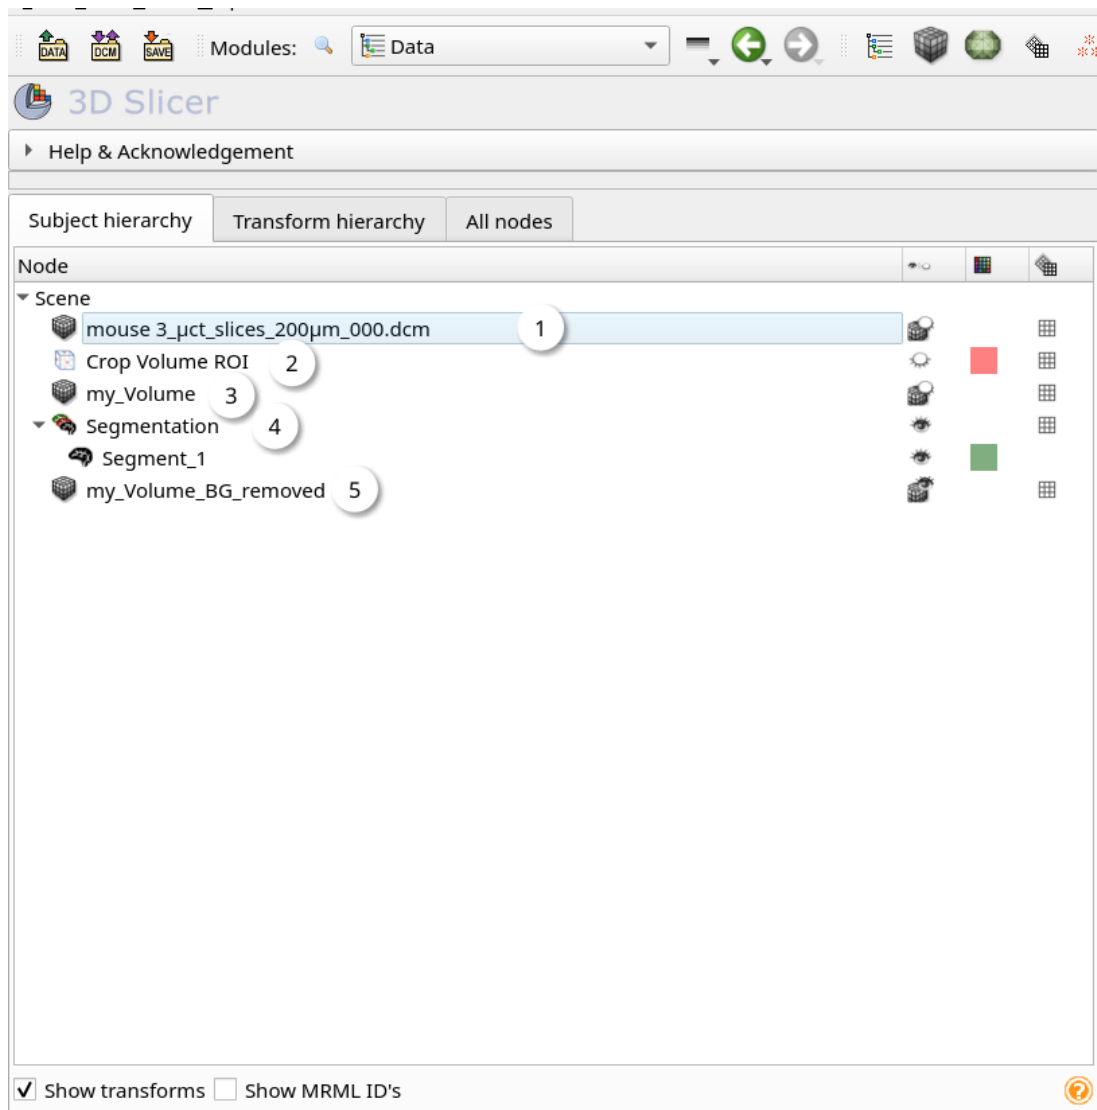 DATA DCM SAVE Modules: Data
3D Slicer
Help & Acknowledgement
Subject hierarchy Transform hierarchy All nodes
Node
Scene
mouse 3_µct_slices_200µm_000.dcm 1
Crop Volume ROI 2
my_Volume 3
Segmentation 4
Segment_1
my_Volume_BG_removed 5
Show transforms Show MRML ID's ?